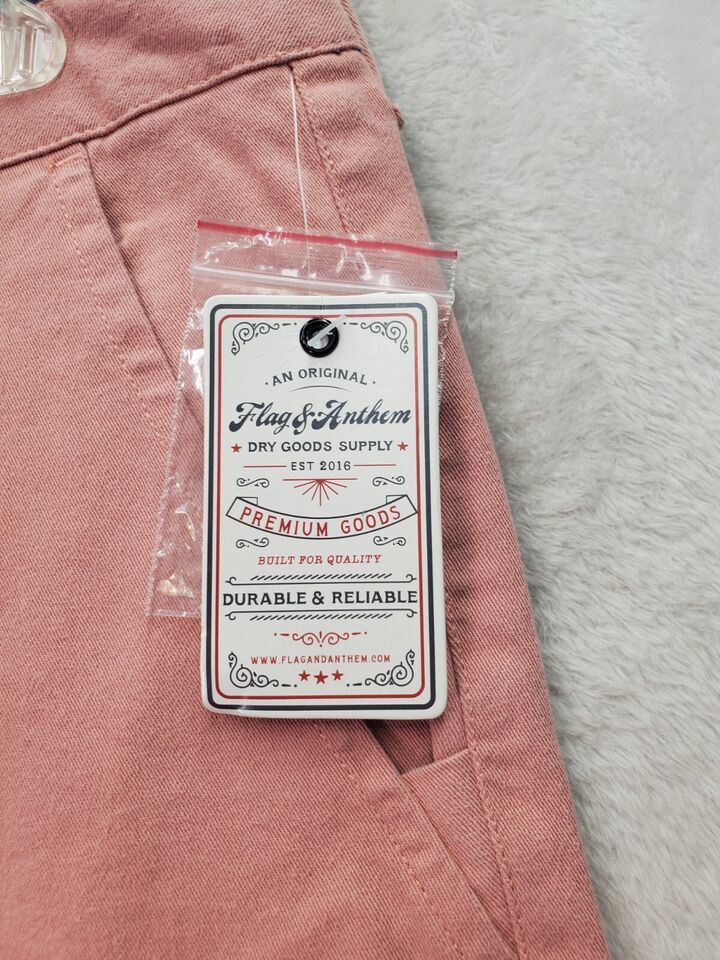 · AN ORIGINAL ·
Flag & Anthem
★ DRY GOODS SUPPLY ★
EST 2016
PREMIUM GOODS
BUILT FOR QUALITY
DURABLE & RELIABLE
WWW.FLAGANDANTHEM.COM
★★★